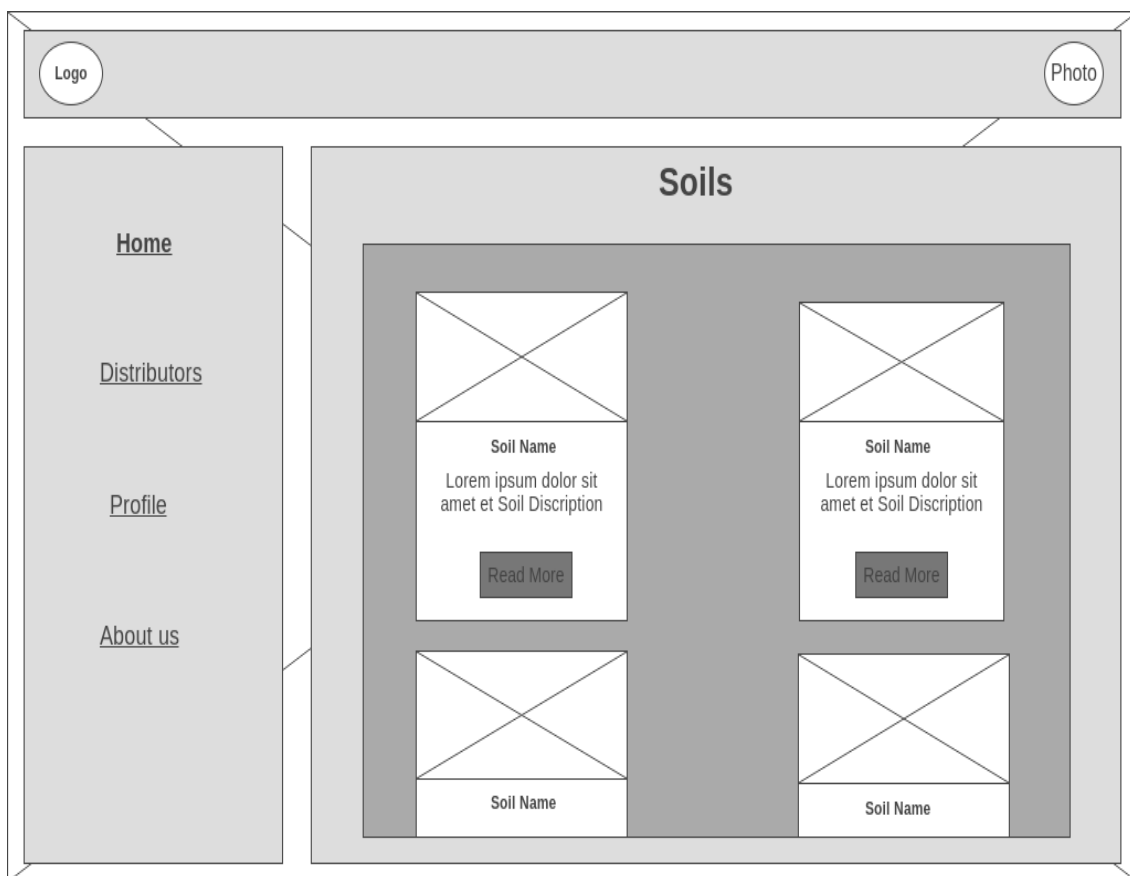 Logo
Photo
Home
Distributors
Profile
About us
Soils
Soil Name
Lorem ipsum dolor sit
amet et Soil Discription
Read More
Soil Name
Lorem ipsum dolor sit
amet et Soil Discription
Read More
Soil Name
Soil Name